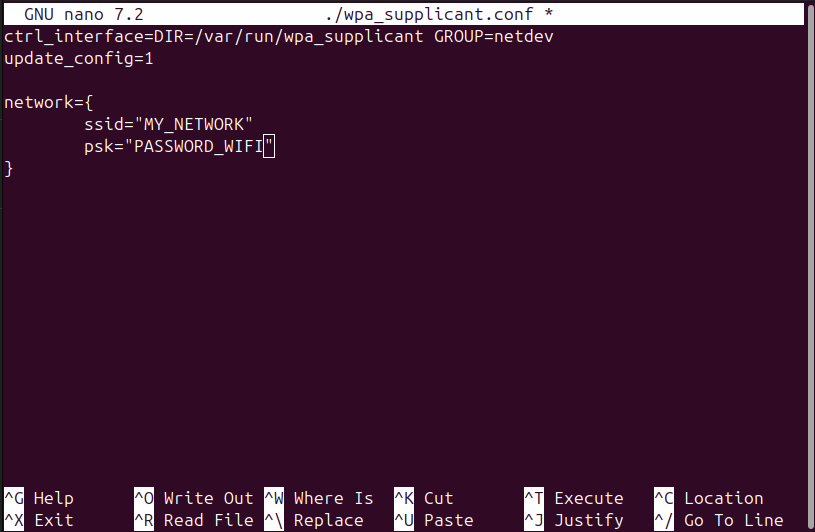 GNU nano 7.2 ./wpa_supplicant.conf *
ctrl_interface=DIR=/var/run/wpa_supplicant GROUP=netdev
update_config=1
network={
ssid="MY_NETWORK"
psk="PASSWORD_WIFI"
}
^G Help ^O Write Out ^W Where Is ^K Cut ^T Execute ^C Location
^X Exit ^R Read File ^\ Replace ^U Paste ^J Justify ^/ Go To Line